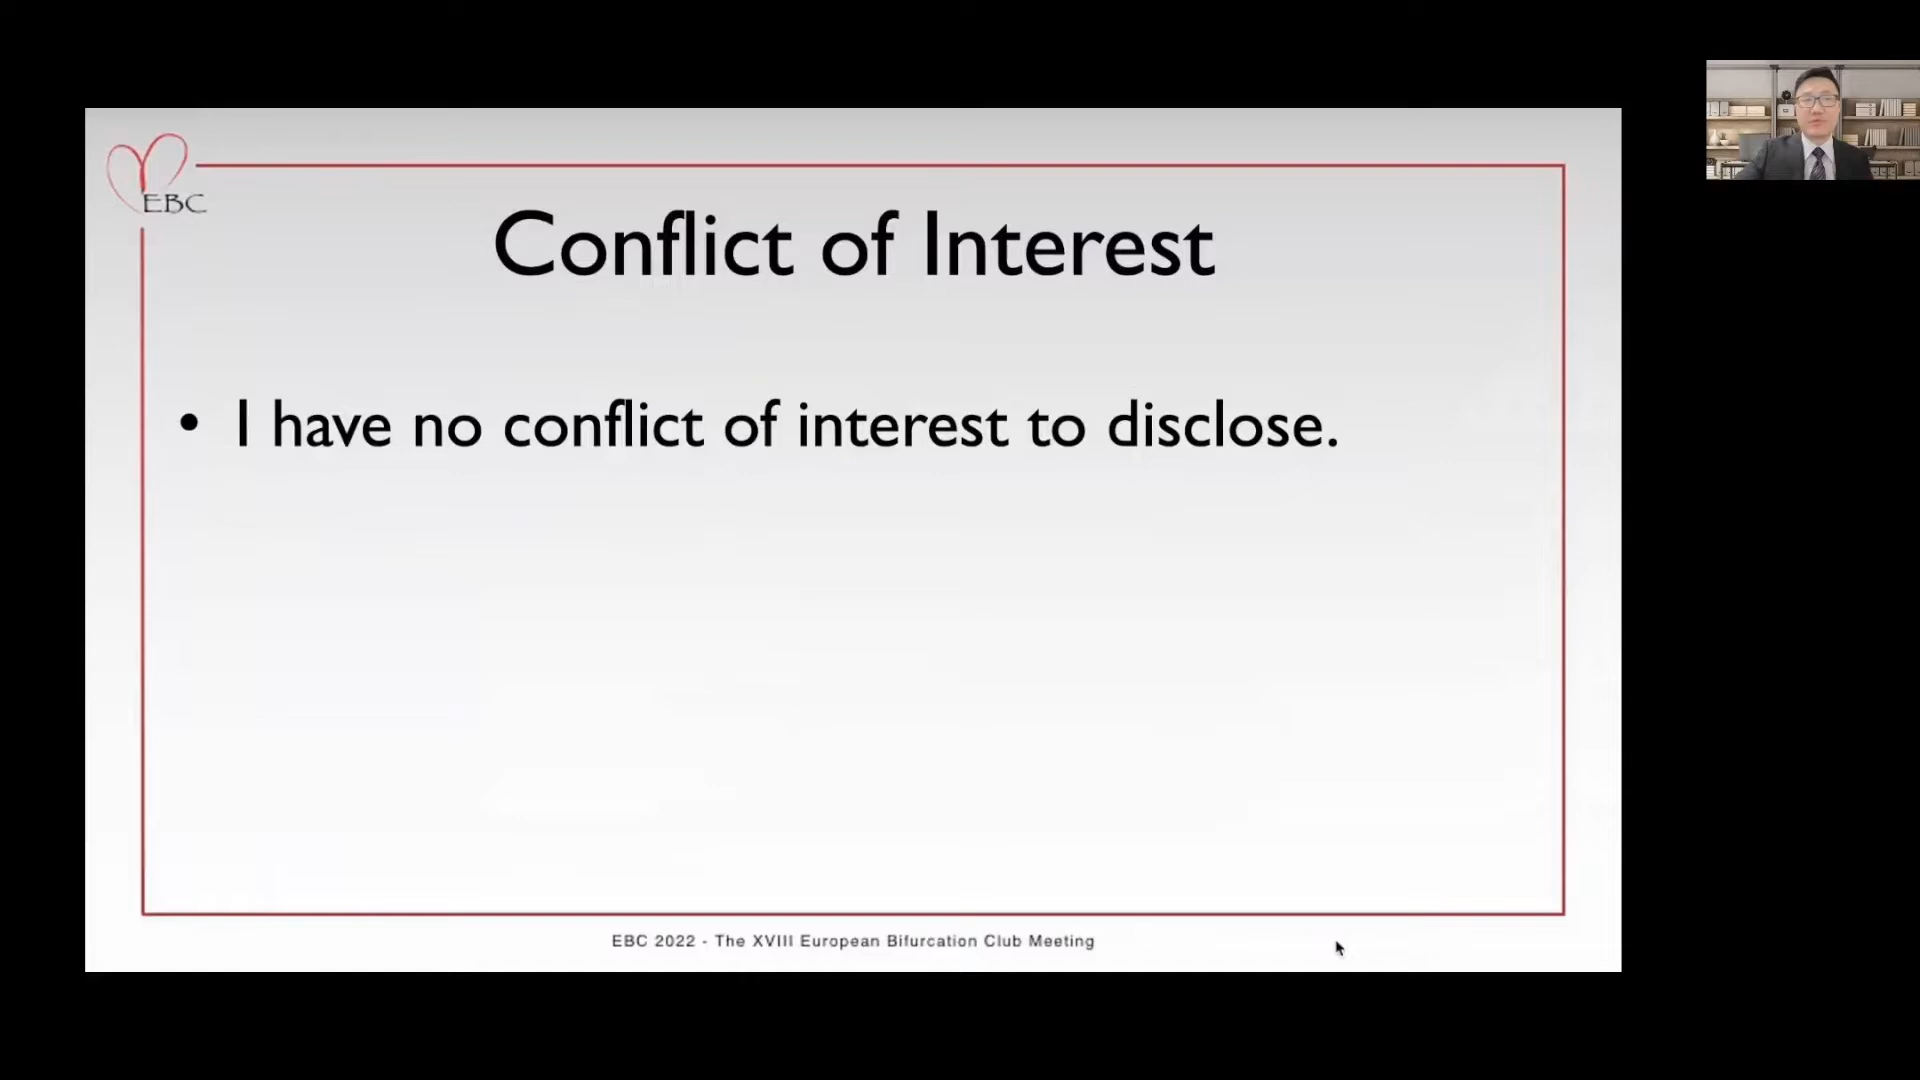 EBC
Conflict of Interest
• I have no conflict of interest to disclose.
EBC 2022 - The XVIII European Bifurcation Club Meeting